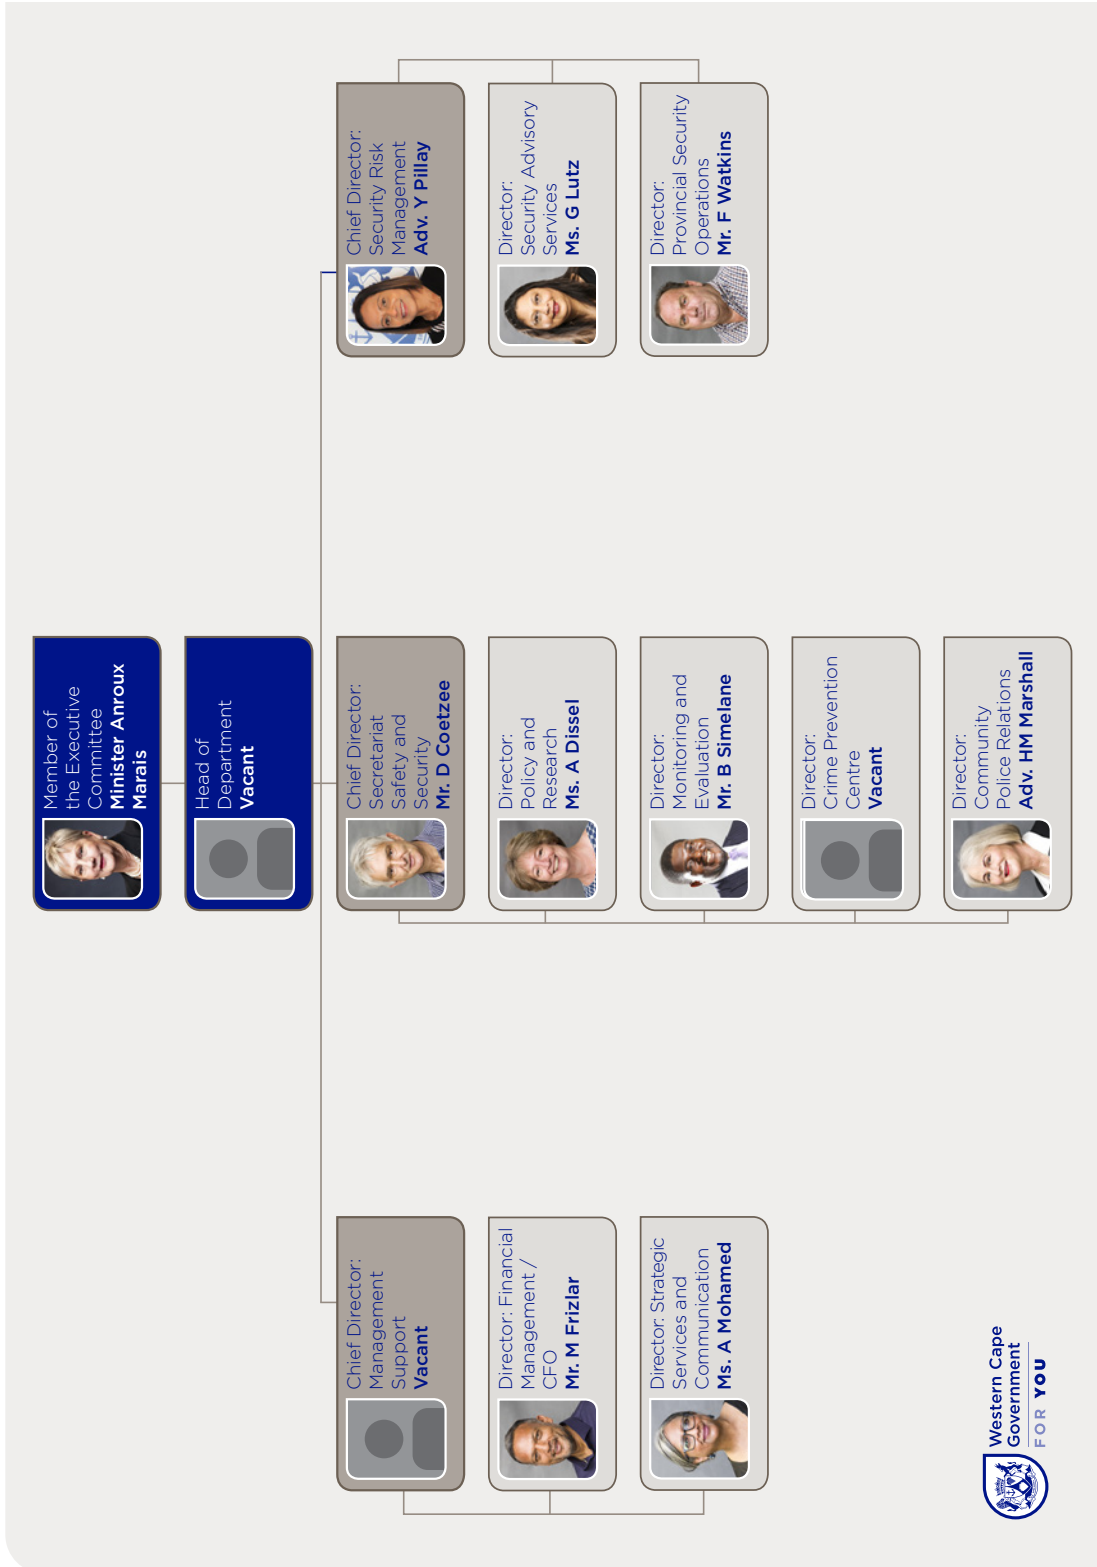 Member of
the Executive
Committee
Minister Anroux
Marais
Head of
Department
Vacant
Chief Director:
Management
Support
Vacant
Director: Financial
Management /
CFO
Mr. M Frizlar
Director: Strategic
Services and
Communication
Ms. A Mohamed
Chief Director:
Secretariat
Safety and
Security
Mr. D Coetzee
Director:
Policy and
Research
Ms. A Dissel
Director:
Monitoring and
Evaluation
Mr. B Simelane
Director:
Crime Prevention
Centre
Vacant
Director:
Community
Police Relations
Adv. HM Marshall
Chief Director:
Security Risk
Management
Adv. Y Pillay
Director:
Security Advisory
Services
Ms. G Lutz
Director:
Provincial Security
Operations
Mr. F Watkins
Western Cape
Government
FOR YOU